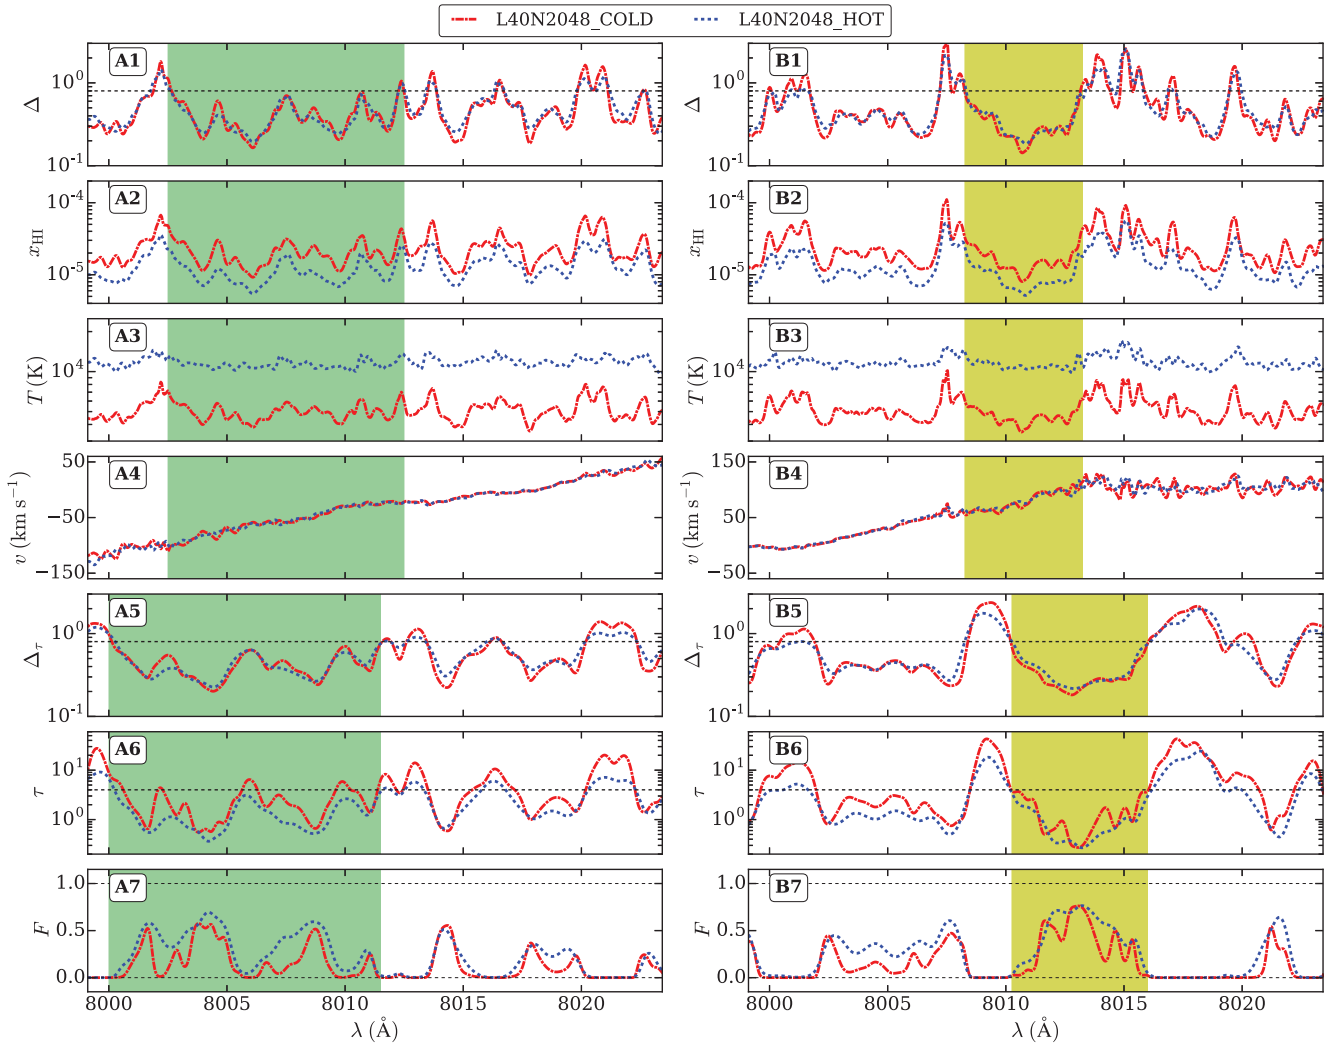 L40N2048_COLD L40N2048_HOT
A1 B1
Δ 10^0 10^-1 Δ 10^0 10^-1
A2 B2
x_HI 10^-4 10^-5 x_HI 10^-4 10^-5
A3 B3
T (K) 10^4 T (K) 10^4
A4 B4
v (km s^-1) 50 −50 −150 v (km s^-1) 150 50 −50
A5 B5
Δ_τ 10^0 10^-1 Δ_τ 10^0 10^-1
A6 B6
τ 10^1 10^0 τ 10^1 10^0
A7 B7
F 1.0 0.5 0.0 F 1.0 0.5 0.0
8000 8005 8010 8015 8020 8000 8005 8010 8015 8020
λ (Å) λ (Å)